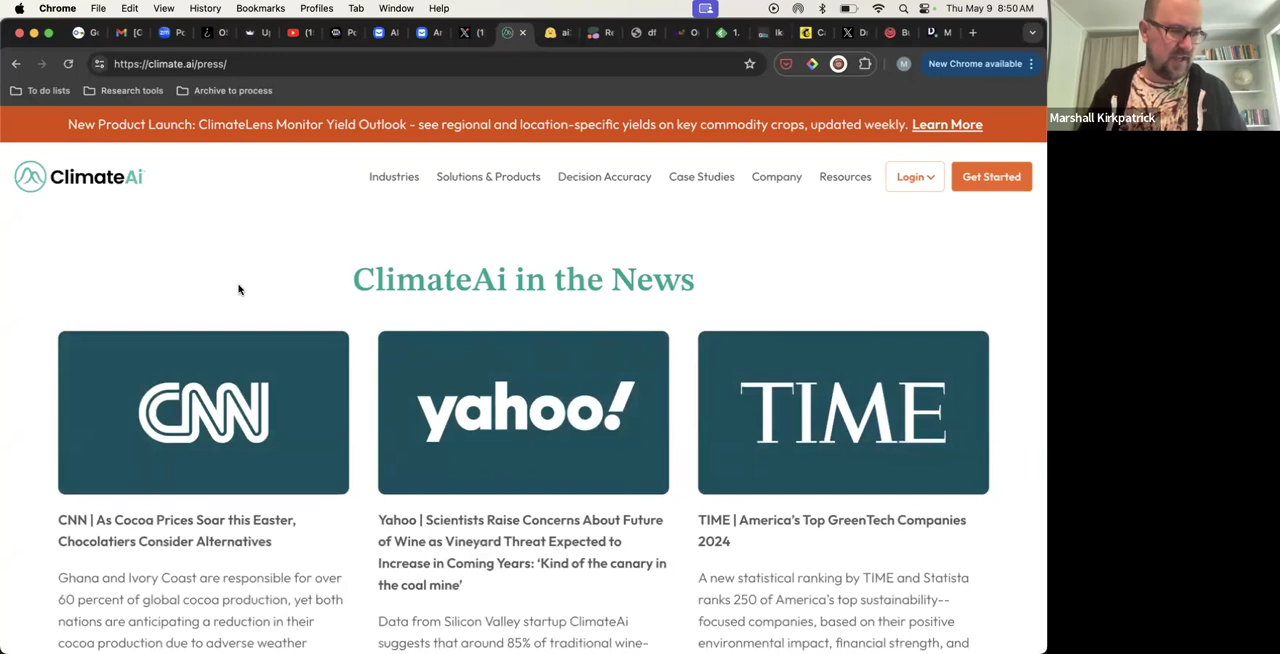 Chrome File Edit View History Bookmarks Profiles Tab Window Help Thu May 9 8:50 AM
https://climate.ai/press/
New Chrome available
To do lists Research tools Archive to process
Marshall Kirkpatrick
New Product Launch: ClimateLens Monitor Yield Outlook - see regional and location-specific yields on key commodity crops, updated weekly. Learn More
ClimateAi Industries Solutions & Products Decision Accuracy Case Studies Company Resources Login Get Started
ClimateAi in the News
CNN yahoo! TIME
CNN | As Cocoa Prices Soar this Easter,
Chocolatiers Consider Alternatives
Ghana and Ivory Coast are responsible for over
60 percent of global cocoa production, yet both
nations are anticipating a reduction in their
cocoa production due to adverse weather
Yahoo | Scientists Raise Concerns About Future
of Wine as Vineyard Threat Expected to
Increase in Coming Years: ‘Kind of the canary in
the coal mine’
Data from Silicon Valley startup ClimateAi
suggests that around 85% of traditional wine-
TIME | America’s Top GreenTech Companies
2024
A new statistical ranking by TIME and Statista
ranks 250 of America’s top sustainability--
focused companies, based on their positive
environmental impact, financial strength, and